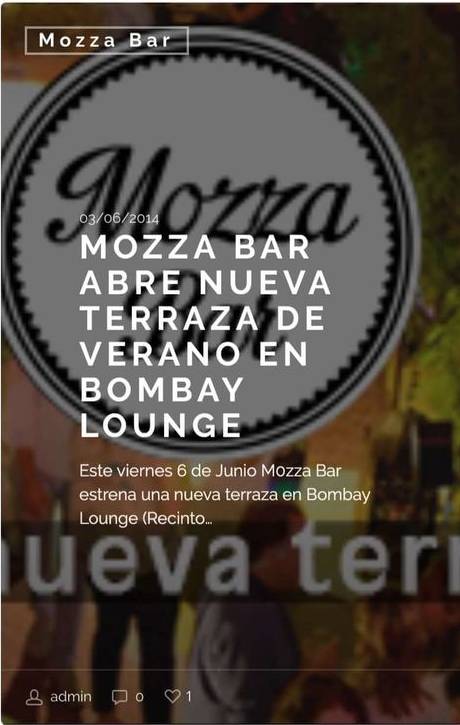 Mozza Bar
Mozza
03/06/2014
MOZZA BAR
ABRE NUEVA
TERRAZA DE
VERANO EN
BOMBAY
LOUNGE
Este viernes 6 de Junio Mozza Bar
estrena una nueva terraza en Bombay
Lounge (Recinto...
nueva terr
admin 0 1